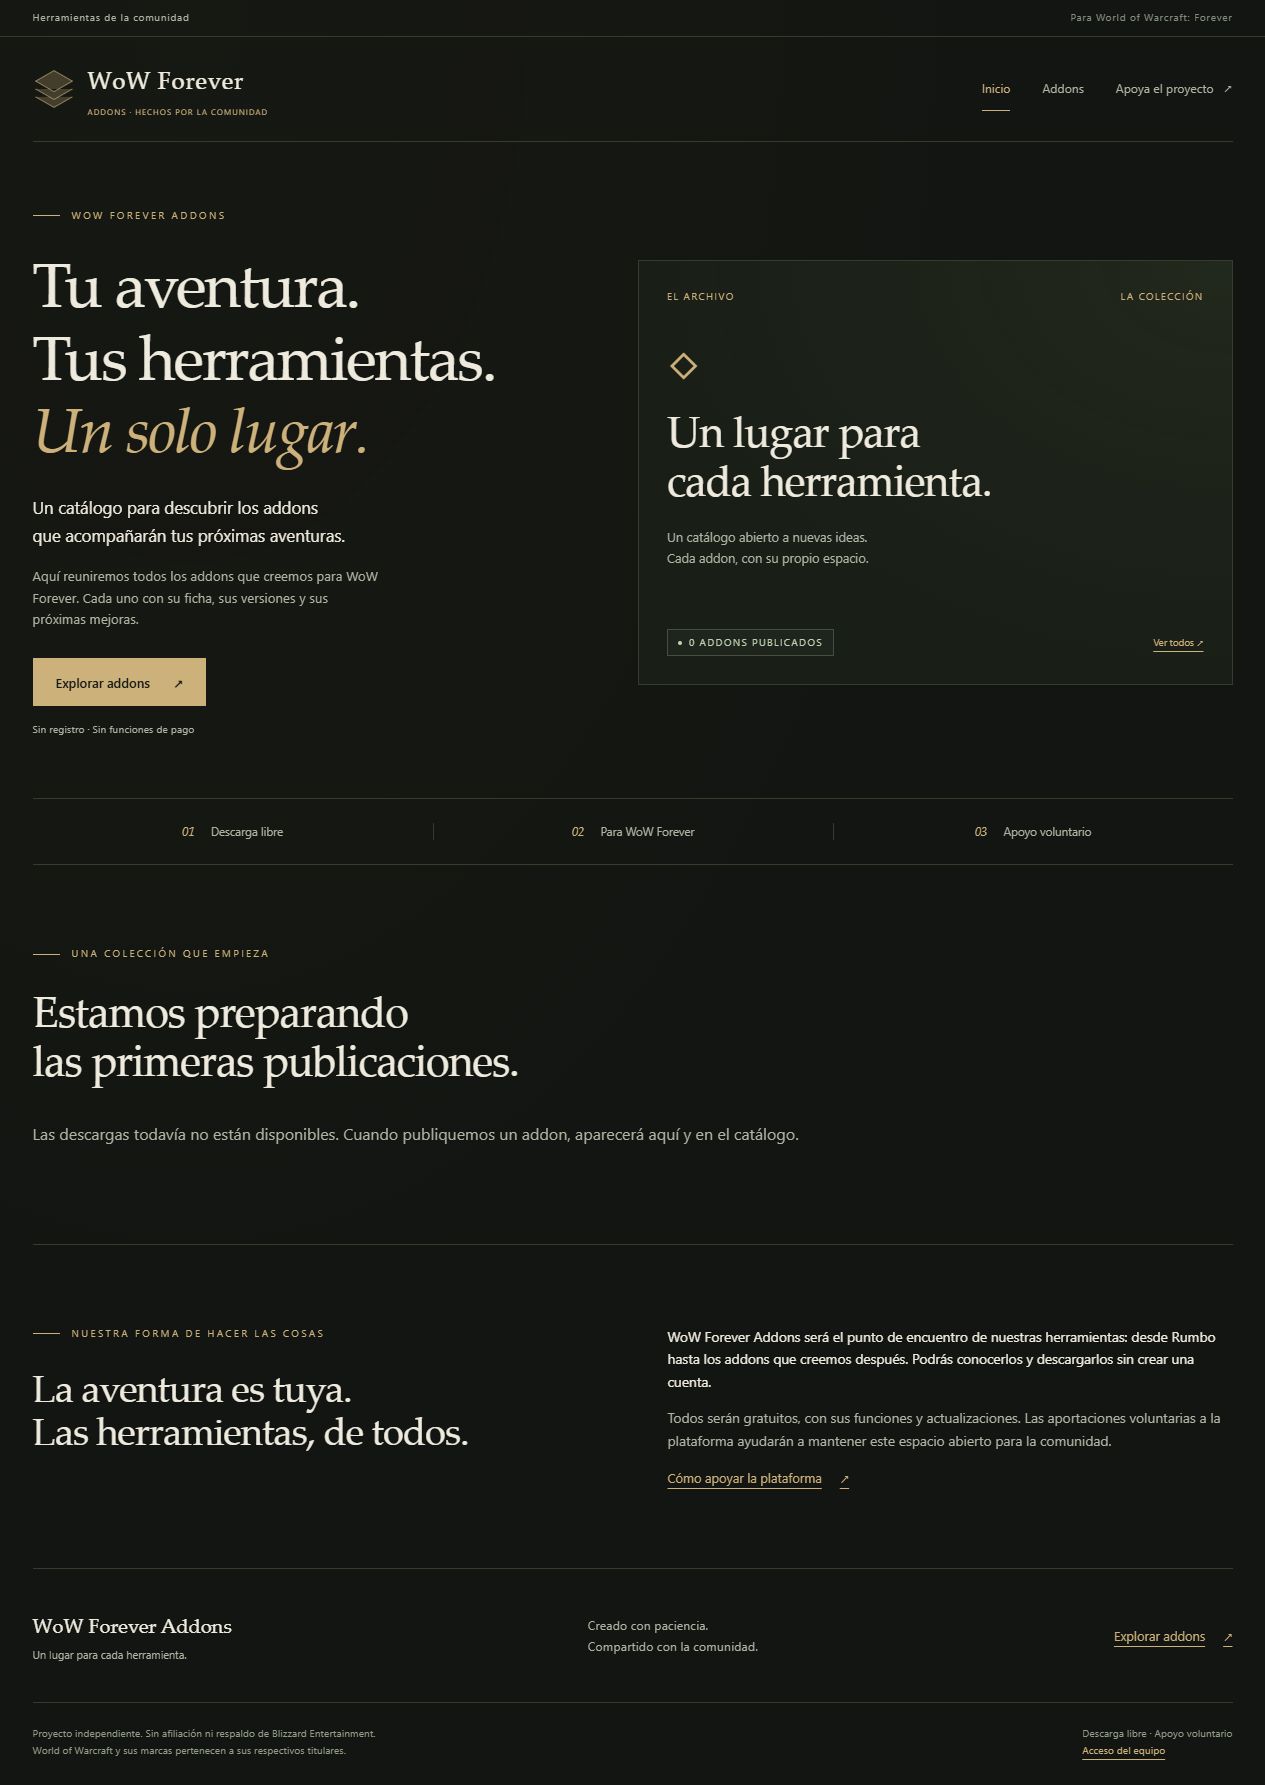 Herramientas de la comunidad
Para World of Warcraft: Forever
WoW Forever
ADDONS · HECHOS POR LA COMUNIDAD
Inicio
Addons
Apoya el proyecto ↗
WOW FOREVER ADDONS
Tu aventura.
Tus herramientas.
Un solo lugar.
Un catálogo para descubrir los addons
que acompañarán tus próximas aventuras.
Aquí reuniremos todos los addons que creemos para WoW
Forever. Cada uno con su ficha, sus versiones y sus
próximas mejoras.
Explorar addons ↗
Sin registro · Sin funciones de pago
EL ARCHIVO
LA COLECCIÓN
Un lugar para
cada herramienta.
Un catálogo abierto a nuevas ideas.
Cada addon, con su propio espacio.
0 ADDONS PUBLICADOS
Ver todos ↗
01 Descarga libre
02 Para WoW Forever
03 Apoyo voluntario
UNA COLECCIÓN QUE EMPIEZA
Estamos preparando
las primeras publicaciones.
Las descargas todavía no están disponibles. Cuando publiquemos un addon, aparecerá aquí y en el catálogo.
NUESTRA FORMA DE HACER LAS COSAS
La aventura es tuya.
Las herramientas, de todos.
WoW Forever Addons será el punto de encuentro de nuestras herramientas: desde Rumbo
hasta los addons que creemos después. Podrás conocerlos y descargarlos sin crear una
cuenta.
Todos serán gratuitos, con sus funciones y actualizaciones. Las aportaciones voluntarias a la
plataforma ayudarán a mantener este espacio abierto para la comunidad.
Cómo apoyar la plataforma ↗
WoW Forever Addons
Un lugar para cada herramienta.
Creado con paciencia.
Compartido con la comunidad.
Explorar addons ↗
Proyecto independiente. Sin afiliación ni respaldo de Blizzard Entertainment.
World of Warcraft y sus marcas pertenecen a sus respectivos titulares.
Descarga libre · Apoyo voluntario
Acceso del equipo